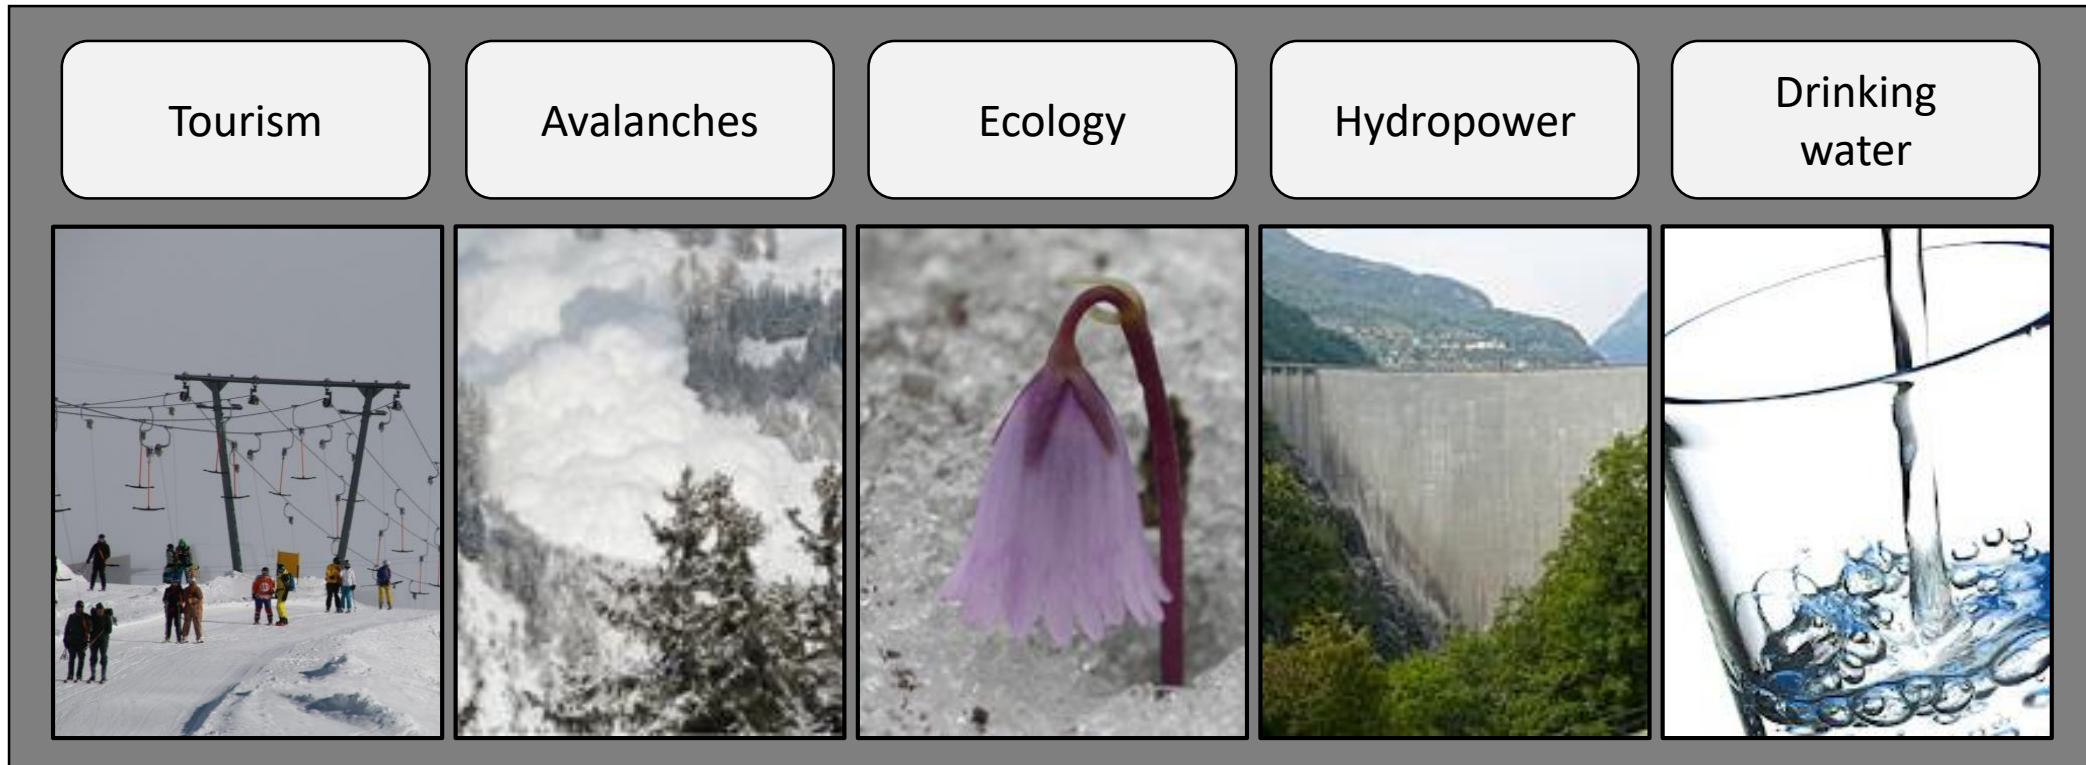 Tourism
Avalanches
Ecology
Hydropower
Drinking
water